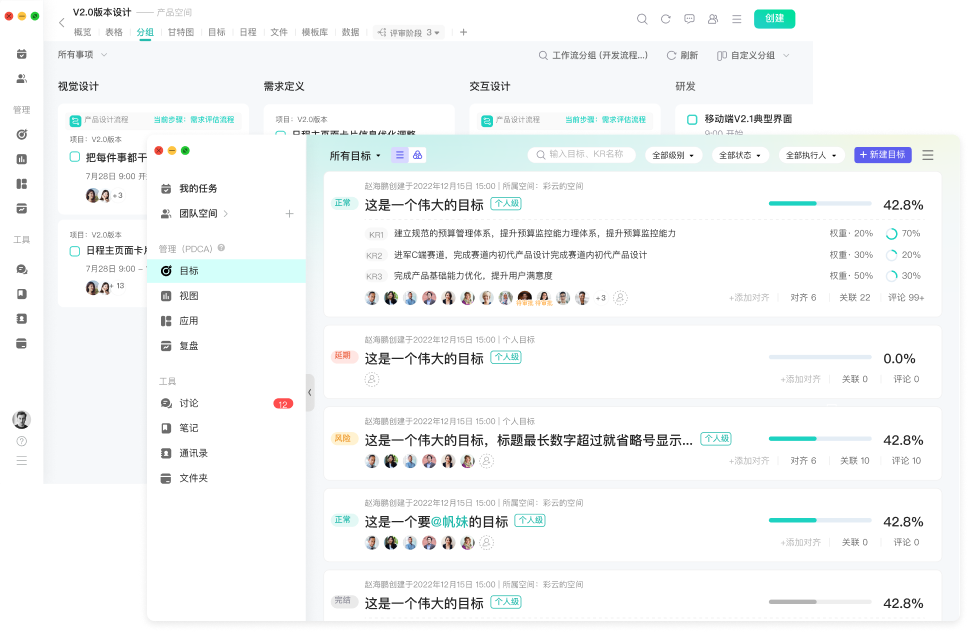 V2.0版本设计 —— 产品空间
创建
概览 表格 分组 甘特图 目标 日程 文件 模板库 数据 评审阶段 3
所有事项
工作流分组 (开发流程...) 刷新 自定义分组
管理
工具
视觉设计
产品设计流程 当前步骤：需求评估流程
项目：V2.0版本
把每件事都干
7月28日 9:00 开
+3
项目：V2.0版本
日程主页面卡片
7月28日 9:00 –
+ 13
需求定义
项目：V2.0版本
日程主页面卡片信息优化调整
交互设计
产品设计流程 当前步骤：需求评估流程
研发
移动端V2.1典型界面
9:00 开始
我的任务
团队空间
管理（PDCA）
目标
视图
应用
复盘
工具
讨论 12
笔记
通讯录
文件夹
所有目标
输入目标、KR名称
全部级别 全部状态 全部执行人 + 新建目标
赵海鹏创建于2022年12月15日 15:00 | 所属空间：彩云的空间
正常 这是一个伟大的目标 个人级 42.8%
KR1 建立规范的预算管理体系，提升预算监控能力理体系，提升预算监控能力 权重· 20% 70%
KR2 进军C端赛道、完成赛道内初代产品设计完成赛道内初代产品设计 权重· 30% 20%
KR3 完成产品基础能力优化，提升用户满意度 权重· 50% 30%
+3 +添加对齐 对齐 6 关联 22 评论 99+
赵海鹏创建于2022年12月15日 15:00 | 个人目标
延期 这是一个伟大的目标 个人级 0.0%
+添加对齐 关联 0 评论 0
赵海鹏创建于2022年12月15日 15:00 | 个人目标
风险 这是一个伟大的目标，标题最长数字超过就省略号显示... 个人级 42.8%
+添加对齐 对齐 6 关联 10 评论 10
赵海鹏创建于2022年12月15日 15:00 | 所属空间：彩云的空间
正常 这是一个要@帆妹的目标 个人级 42.8%
+添加对齐 关联 0 评论 0
赵海鹏创建于2022年12月15日 15:00 | 所属空间：彩云的空间
完结 这是一个伟大的目标 个人级 42.8%